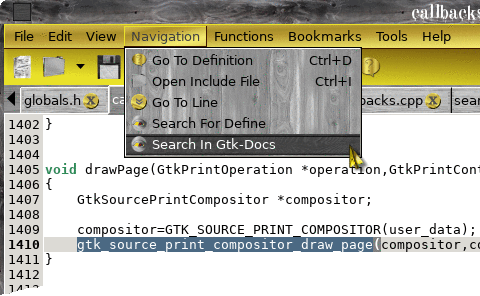 callbacks
File Edit View Navigation Functions Bookmarks Tools Help
Go To Definition Ctrl+D
Open Include File Ctrl+I
Go To Line
Search For Define
Search In Gtk-Docs
globals.h ca backs.cpp sear
1402 }
1403
1404
1405 void drawPage(GtkPrintOperation *operation,GtkPrintCont
1406 {
1407 GtkSourcePrintCompositor *compositor;
1408
1409 compositor=GTK_SOURCE_PRINT_COMPOSITOR(user_data);
1410 gtk_source_print_compositor_draw_page(compositor,co
1411 }
1412
1413